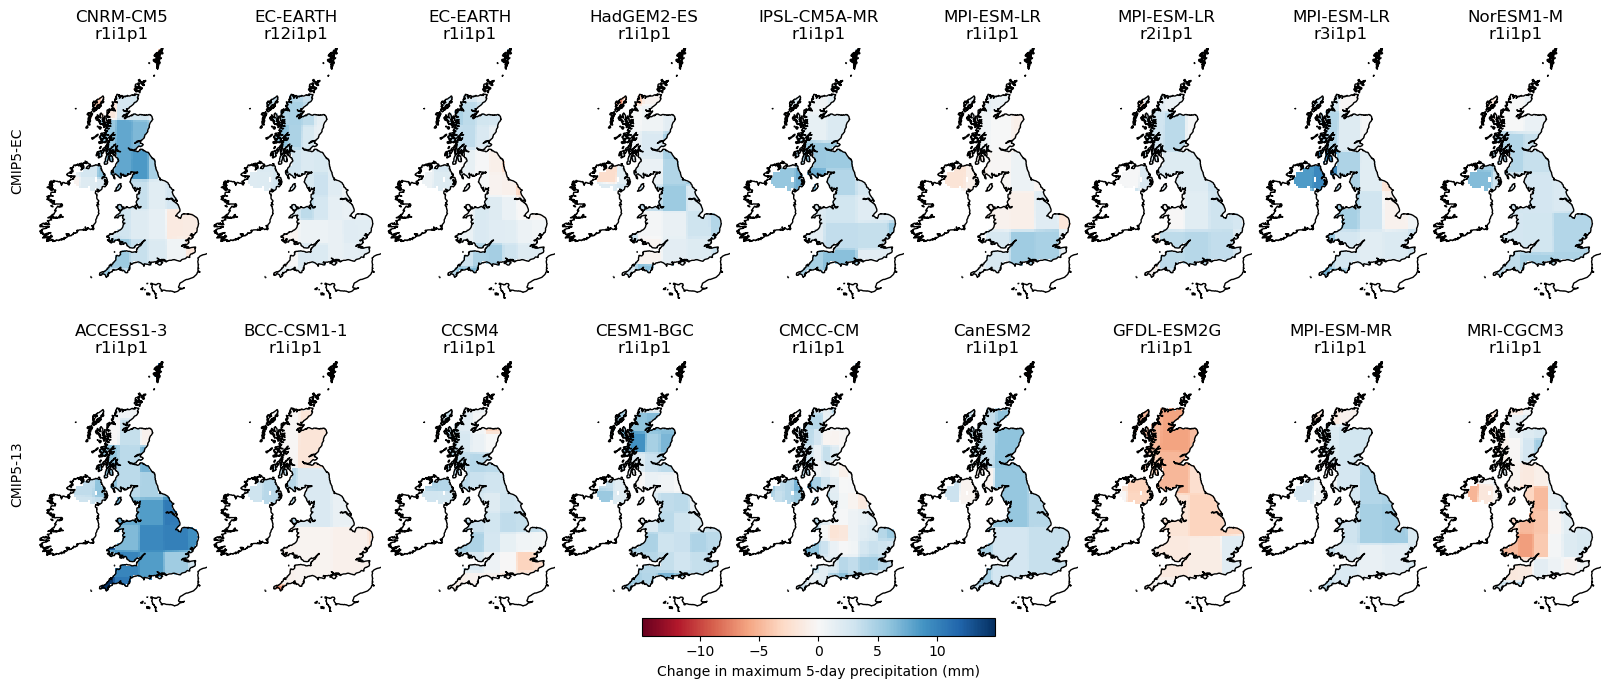 CNRM-CM5
r1i1p1
EC-EARTH
r12i1p1
EC-EARTH
r1i1p1
HadGEM2-ES
r1i1p1
IPSL-CM5A-MR
r1i1p1
MPI-ESM-LR
r1i1p1
MPI-ESM-LR
r2i1p1
MPI-ESM-LR
r3i1p1
NorESM1-M
r1i1p1
CMIP5-EC
ACCESS1-3
r1i1p1
BCC-CSM1-1
r1i1p1
CCSM4
r1i1p1
CESM1-BGC
r1i1p1
CMCC-CM
r1i1p1
CanESM2
r1i1p1
GFDL-ESM2G
r1i1p1
MPI-ESM-MR
r1i1p1
MRI-CGCM3
r1i1p1
CMIP5-13
−10 −5 0 5 10
Change in maximum 5-day precipitation (mm)